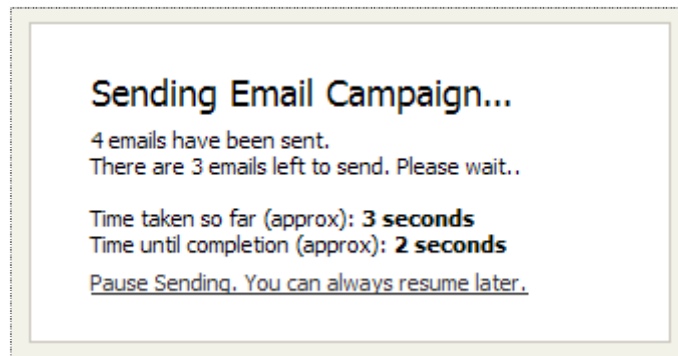 Sending Email Campaign...
4 emails have been sent.
There are 3 emails left to send. Please wait..
Time taken so far (approx): 3 seconds
Time until completion (approx): 2 seconds
Pause Sending. You can always resume later.